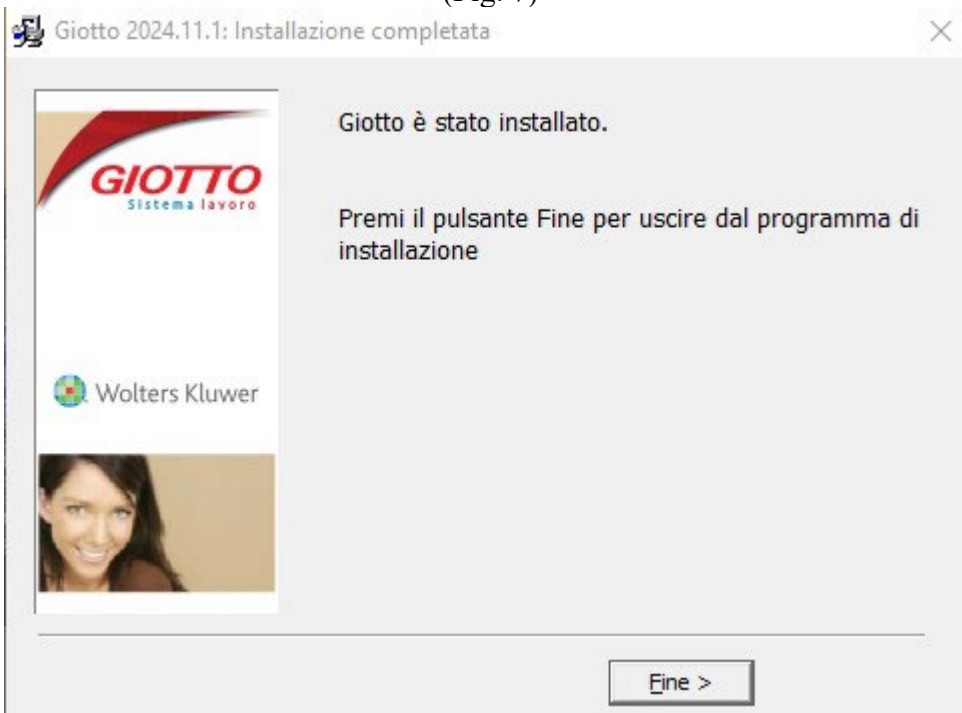 Giotto 2024.11.1: Installazione completata
Giotto è stato installato.
GIOTTO
Sistema lavoro
Premi il pulsante Fine per uscire dal programma di
installazione
Wolters Kluwer
Fine >